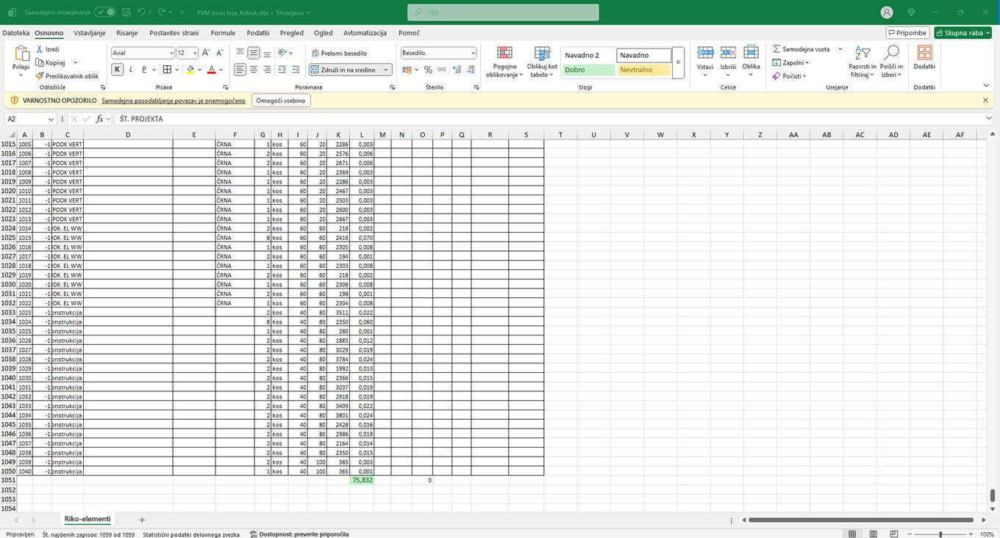 Samodejno shranjevanje PVM izvoz lesa_Kotnik.xlsx • Shranjeno Išči
Datoteka Osnovno Vstavljanje Risanje Postavitev strani Formule Podatki Pregled Ogled Avtomatizacija Pomoč Pripombe Skupna raba
Prilepi Izreži Kopiraj Preslikovalnik oblik Odložišče
Arial 12 K L P A Pisava
Prelomi besedilo Združi in na sredino Poravnava
Besedilo % 000 Število
Pogojno oblikovanje Oblikuj kot tabelo Navadno 2 Navadno Dobro Nevtralno Slogi
Vstavi Izbriši Oblika Celice
Samodejna vsota Zapolni Počisti Razvrsti in filtriraj Poišči in izberi Urejanje
Dodatki Dodatki
VARNOSTNO OPOZORILO Samodejno posodabljanje povezav je onemogočeno Omogoči vsebino
A2 fx ŠT. PROJEKTA
A B C D E F G H I J K L M N O P Q R S T U V W X Y Z AA AB AC AD AE AF
1015 1005 -1 PODK VERT ČRNA 1 kos 60 20 2286 0,003
1016 1006 -1 PODK VERT ČRNA 2 kos 60 20 2576 0,006
1017 1007 -1 PODK VERT ČRNA 2 kos 60 20 2671 0,006
1018 1008 -1 PODK VERT ČRNA 1 kos 60 20 2369 0,003
1019 1009 -1 PODK VERT ČRNA 1 kos 60 20 2286 0,003
1020 1010 -1 PODK VERT ČRNA 1 kos 60 20 2467 0,003
1021 1011 -1 PODK VERT ČRNA 1 kos 60 20 2503 0,003
1022 1012 -1 PODK VERT ČRNA 1 kos 60 20 2600 0,003
1023 1013 -1 PODK VERT ČRNA 1 kos 60 20 2667 0,003
1024 1014 -1 DK. EL WW ČRNA 2 kos 60 60 216 0,002
1025 1015 -1 DK. EL WW ČRNA 8 kos 60 60 2416 0,070
1026 1016 -1 DK. EL WW ČRNA 1 kos 60 60 2305 0,008
1027 1017 -1 DK. EL WW ČRNA 2 kos 60 60 194 0,001
1028 1018 -1 DK. EL WW ČRNA 1 kos 60 60 2303 0,008
1029 1019 -1 DK. EL WW ČRNA 2 kos 60 60 218 0,002
1030 1020 -1 DK. EL WW ČRNA 1 kos 60 60 2306 0,008
1031 1021 -1 DK. EL WW ČRNA 2 kos 60 60 198 0,001
1032 1022 -1 DK. EL WW ČRNA 1 kos 60 60 2304 0,008
1033 1023 -1 onstrukcija 2 kos 40 80 3511 0,022
1034 1024 -1 onstrukcija 8 kos 40 80 2350 0,060
1035 1025 -1 onstrukcija 1 kos 40 80 280 0,001
1036 1026 -1 onstrukcija 2 kos 40 80 1885 0,012
1037 1027 -1 onstrukcija 2 kos 40 80 3029 0,019
1038 1028 -1 onstrukcija 2 kos 40 80 3784 0,024
1039 1029 -1 onstrukcija 2 kos 40 80 1992 0,013
1040 1030 -1 onstrukcija 2 kos 40 80 2366 0,015
1041 1031 -1 onstrukcija 2 kos 40 80 3037 0,019
1042 1032 -1 onstrukcija 2 kos 40 80 2918 0,019
1043 1033 -1 onstrukcija 2 kos 40 80 3409 0,022
1044 1034 -1 onstrukcija 2 kos 40 80 3801 0,024
1045 1035 -1 onstrukcija 2 kos 40 80 2428 0,016
1046 1036 -1 onstrukcija 2 kos 40 80 2986 0,019
1047 1037 -1 onstrukcija 2 kos 40 80 2164 0,014
1048 1038 -1 onstrukcija 2 kos 40 80 2350 0,015
1049 1039 -1 onstrukcija 2 kos 40 100 365 0,003
1050 1040 -1 onstrukcija 1 kos 40 100 365 0,001
1051 75,832 0
1052
1053
1054
Riko-elementi
Pripravljen Št. najdenih zapisov: 1059 od 1059 Statistični podatki delovnega zvezka Dostopnost: preverite priporočila 100%